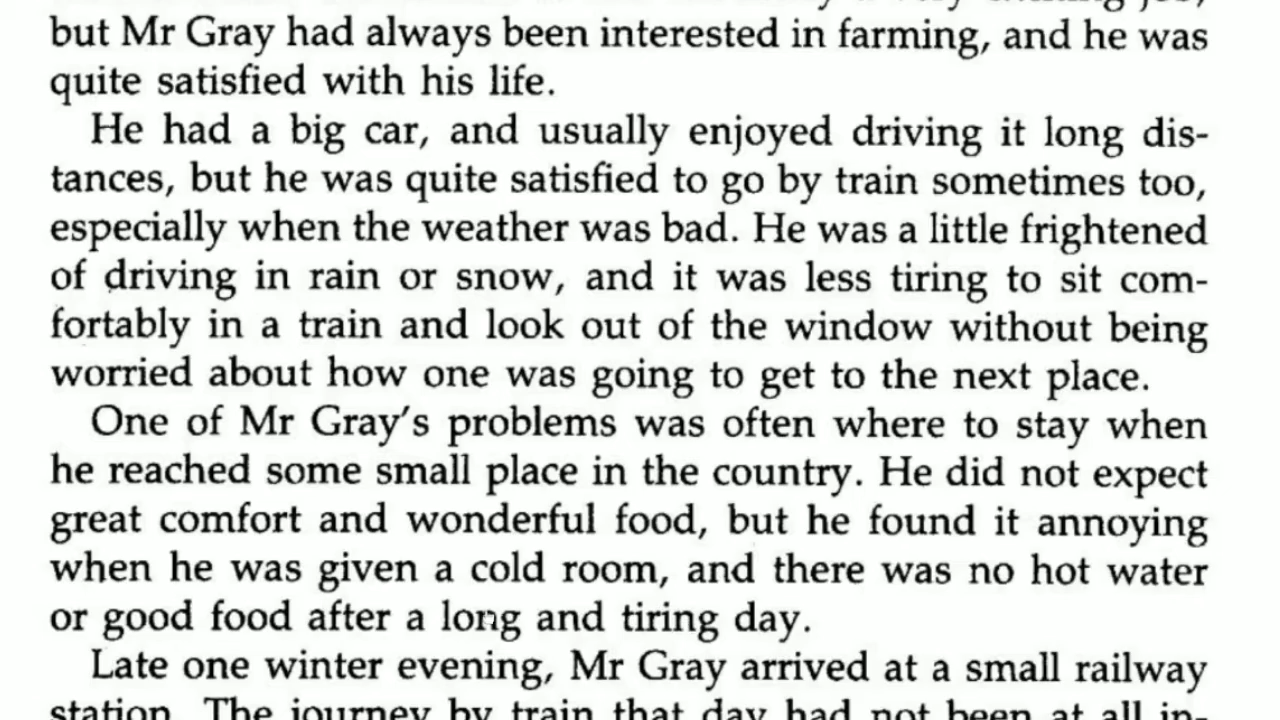 but Mr Gray had always been interested in farming, and he was
quite satisfied with his life.
He had a big car, and usually enjoyed driving it long dis-
tances, but he was quite satisfied to go by train sometimes too,
especially when the weather was bad. He was a little frightened
of driving in rain or snow, and it was less tiring to sit com-
fortably in a train and look out of the window without being
worried about how one was going to get to the next place.
One of Mr Gray's problems was often where to stay when
he reached some small place in the country. He did not expect
great comfort and wonderful food, but he found it annoying
when he was given a cold room, and there was no hot water
or good food after a long and tiring day.
Late one winter evening, Mr Gray arrived at a small railway
station. The journey by train that day had not been at all in-